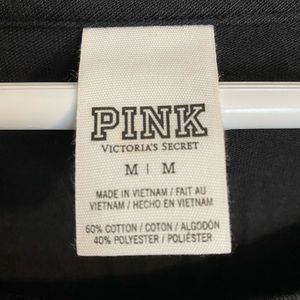 PINK
VICTORIA'S SECRET
M | M
MADE IN VIETNAM / FAIT AU
VIETNAM / HECHO EN VIETNAM
60% COTTON / COTON / ALGODÓN
40% POLYESTER / POLIÉSTER